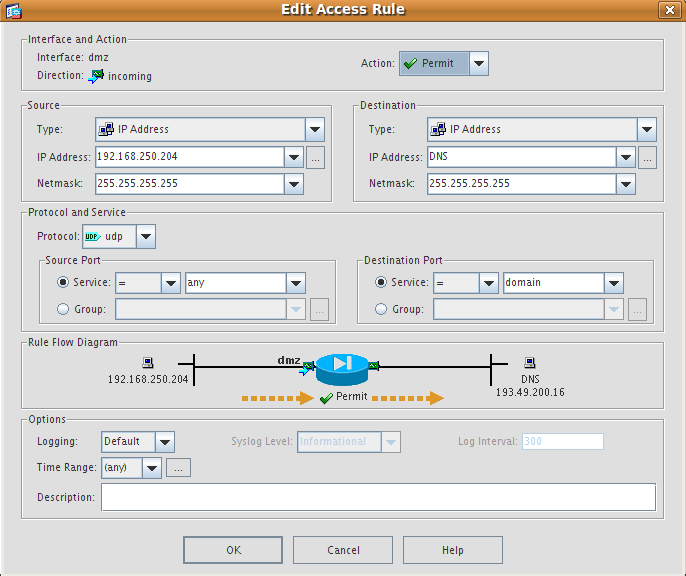 Edit Access Rule
Interface and Action
Interface: dmz
Direction: incoming
Action: Permit
Source
Type: IP Address
IP Address: 192.168.250.204 ...
Netmask: 255.255.255.255
Destination
Type: IP Address
IP Address: DNS ...
Netmask: 255.255.255.255
Protocol and Service
Protocol: UDP udp
Source Port
Service: = any
Group: ...
Destination Port
Service: = domain
Group: ...
Rule Flow Diagram
dmz
192.168.250.204
DNS
193.49.200.16
Permit
Options
Logging: Default Syslog Level: Informational Log Interval: 300
Time Range: (any) ...
Description:
OK Cancel Help